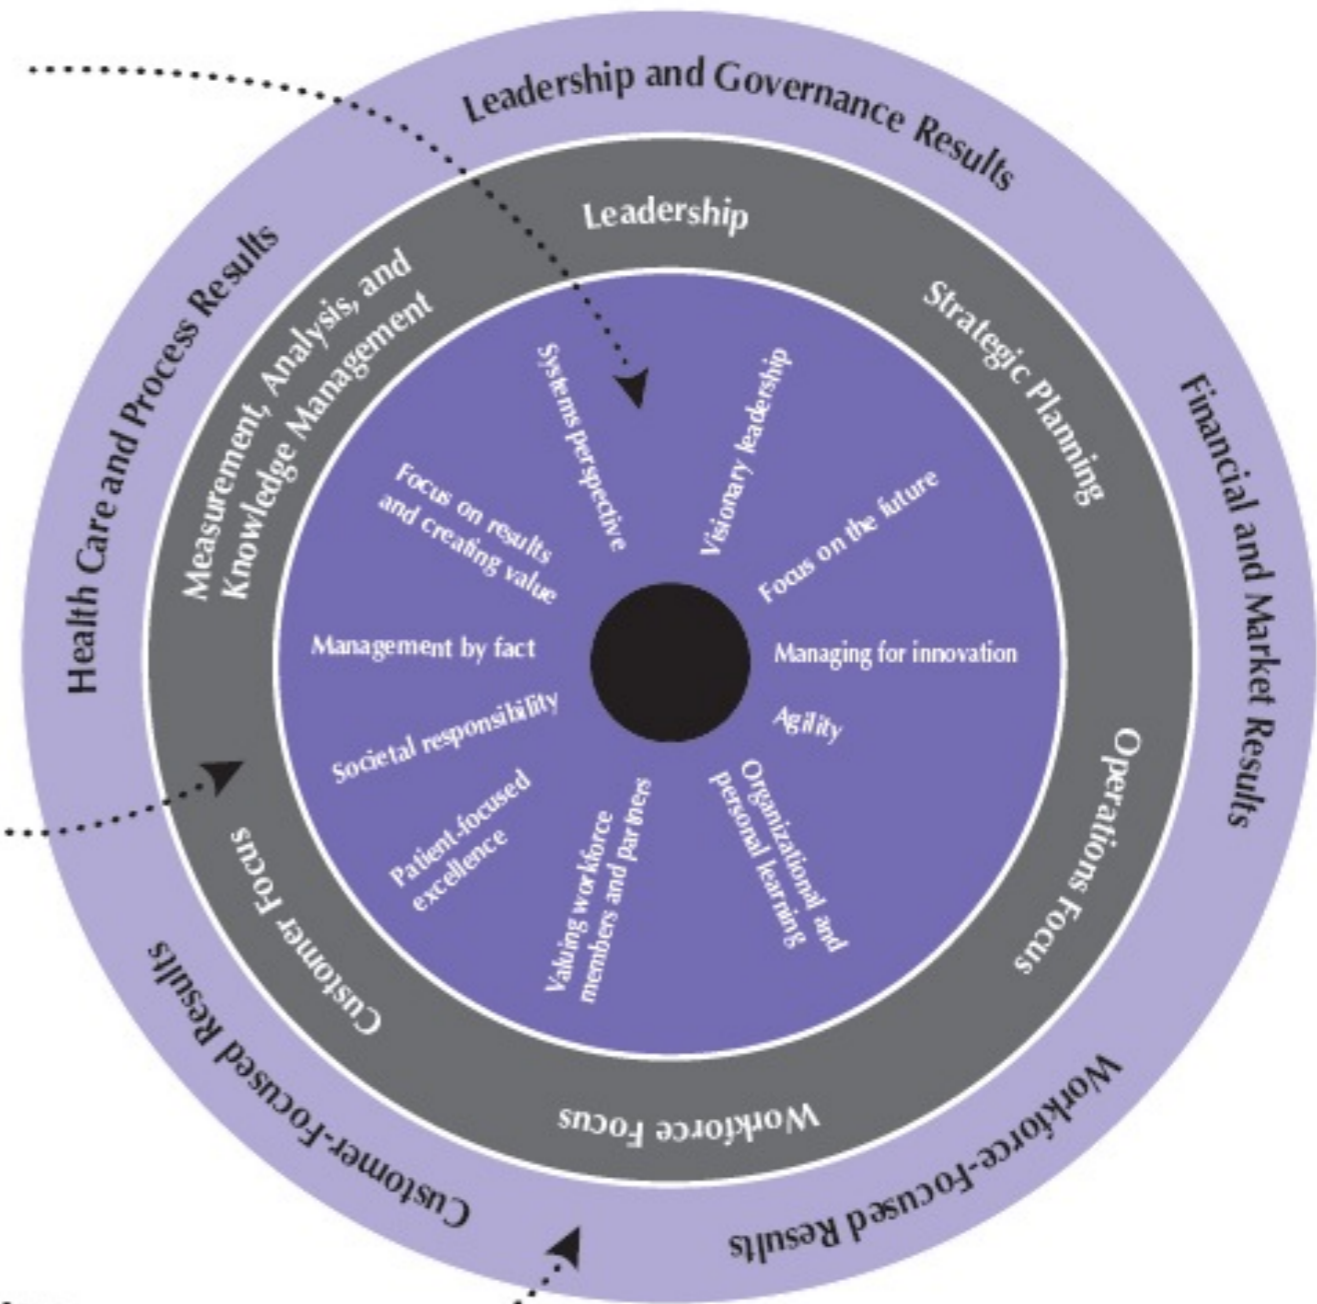 Leadership and Governance Results
Financial and Market Results
Workforce-Focused Results
Customer-Focused Results
Health Care and Process Results
Leadership
Strategic Planning
Operations Focus
Workforce Focus
Customer Focus
Measurement, Analysis, and
Knowledge Management
Systems perspective
Visionary leadership
Focus on the future
Managing for innovation
Agility
Organizational and
personal learning
Valuing workforce
members and partners
Patient-focused
excellence
Societal responsibility
Management by fact
Focus on results
and creating value